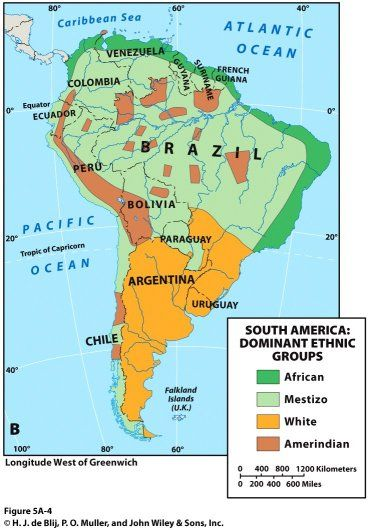 Caribbean Sea
ATLANTIC
OCEAN
VENEZUELA
GUYANA
SURINAME
FRENCH
GUIANA
COLOMBIA
0°
Equator
ECUADOR
0°
B R A Z I L
PERU
BOLIVIA
PACIFIC
OCEAN
20°
Tropic of Capricorn
PARAGUAY
20°
ARGENTINA
URUGUAY
CHILE
40°
Falkland
Islands
(U.K.)
B
100°
80°
60°
40°
Longitude West of Greenwich
SOUTH AMERICA:
DOMINANT ETHNIC
GROUPS
African
Mestizo
White
Amerindian
0 400 800 1200 Kilometers
0 200 400 600 Miles
Figure 5A-4
© H. J. de Blij, P. O. Muller, and John Wiley & Sons, Inc.